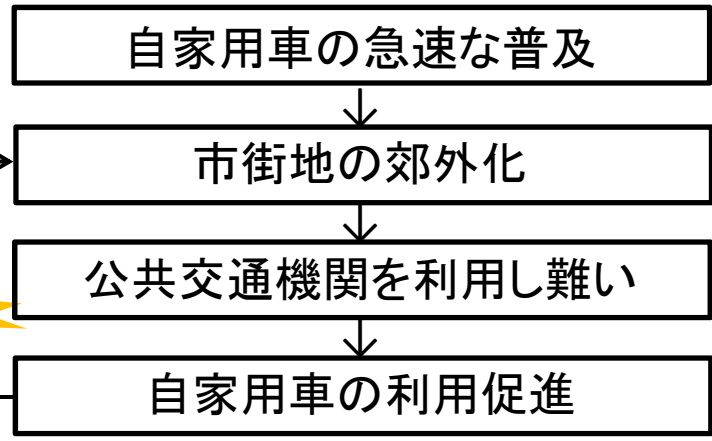 自家用車の急速な普及
市街地の郊外化
公共交通機関を利用し難い
自家用車の利用促進